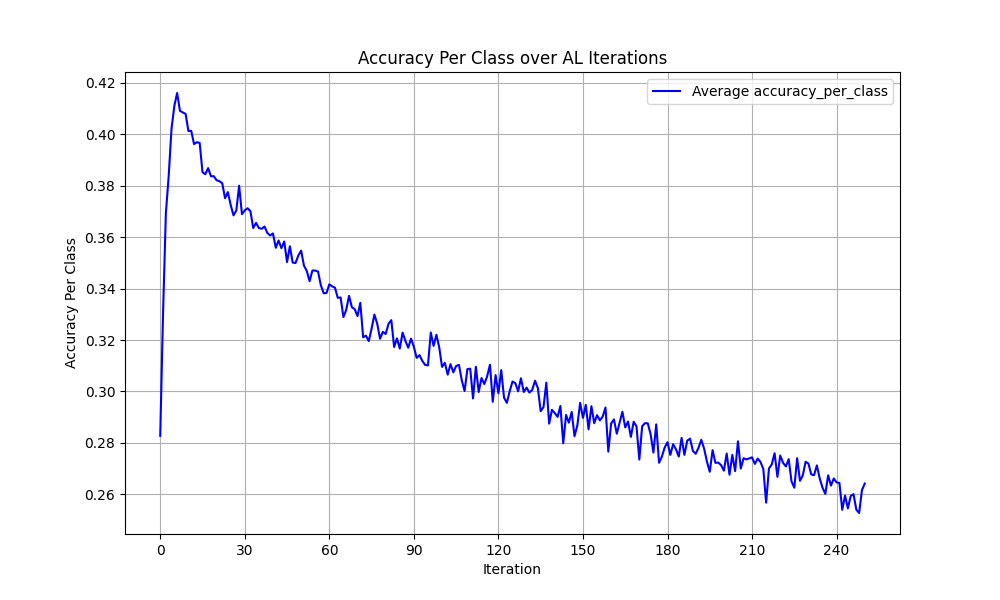 Accuracy Per Class over AL Iterations
Average accuracy_per_class
Accuracy Per Class
0.42
0.40
0.38
0.36
0.34
0.32
0.30
0.28
0.26
0 30 60 90 120 150 180 210 240
Iteration